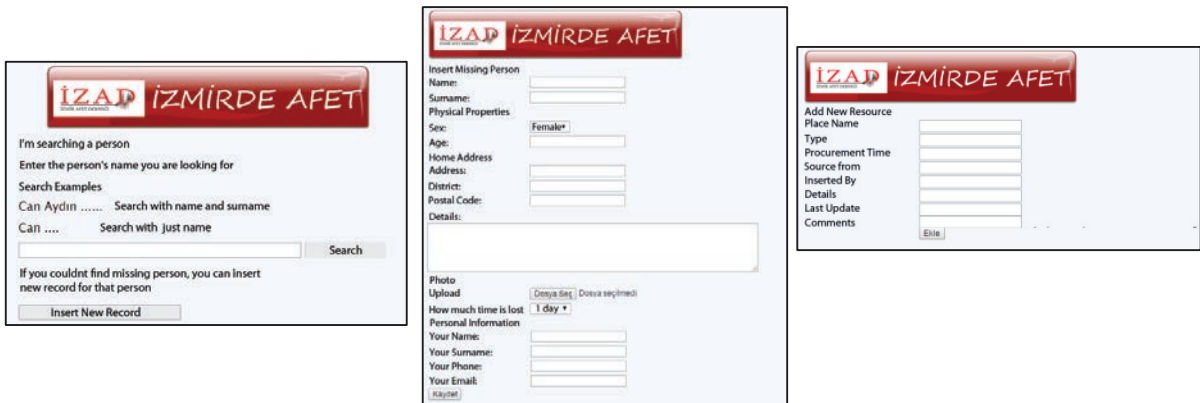 İZAD İZMİRDE AFET
I'm searching a person
Enter the person's name you are looking for
Search Examples
Can Aydın ...... Search with name and surname
Can .... Search with just name
Search
If you couldnt find missing person, you can insert
new record for that person
Insert New Record
İZAD İZMİRDE AFET
Insert Missing Person
Name:
Surname:
Physical Properties
Sex: Female
Age:
Home Address
Address:
District:
Postal Code:
Details:
Photo
Upload Dosya Seç Dosya seçilmedi
How much time is lost 1 day
Personal Information
Your Name:
Your Surname:
Your Phone:
Your Email:
Kaydet
İZAD İZMİRDE AFET
Add New Resource
Place Name
Type
Procurement Time
Source from
Inserted By
Details
Last Update
Comments
Ekle